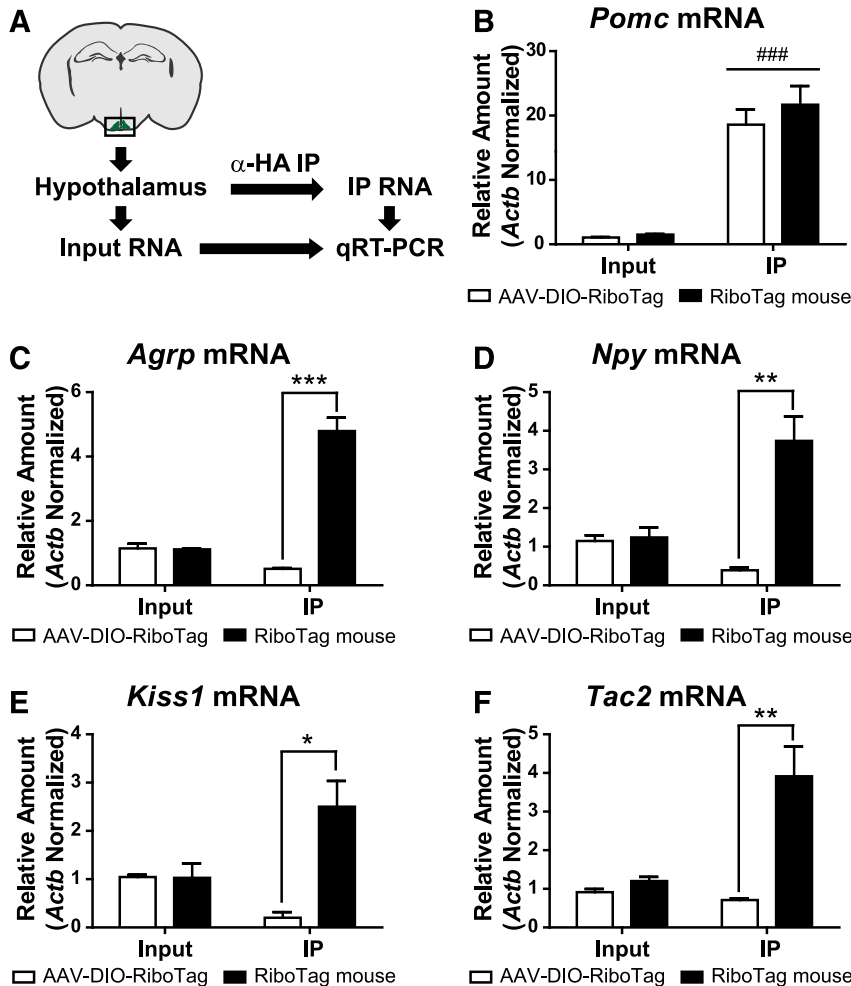 A
Hypothalamus
α-HA IP
IP RNA
Input RNA
qRT-PCR
B
Pomc mRNA
Relative Amount
(Actb Normalized)
30
20
10
0
###
Input
IP
AAV-DIO-RiboTag
RiboTag mouse
C
Agrp mRNA
Relative Amount
(Actb Normalized)
6
4
2
0
***
Input
IP
AAV-DIO-RiboTag
RiboTag mouse
D
Npy mRNA
Relative Amount
(Actb Normalized)
5
4
3
2
1
0
**
Input
IP
AAV-DIO-RiboTag
RiboTag mouse
E
Kiss1 mRNA
Relative Amount
(Actb Normalized)
4
3
2
1
0
*
Input
IP
AAV-DIO-RiboTag
RiboTag mouse
F
Tac2 mRNA
Relative Amount
(Actb Normalized)
5
4
3
2
1
0
**
Input
IP
AAV-DIO-RiboTag
RiboTag mouse